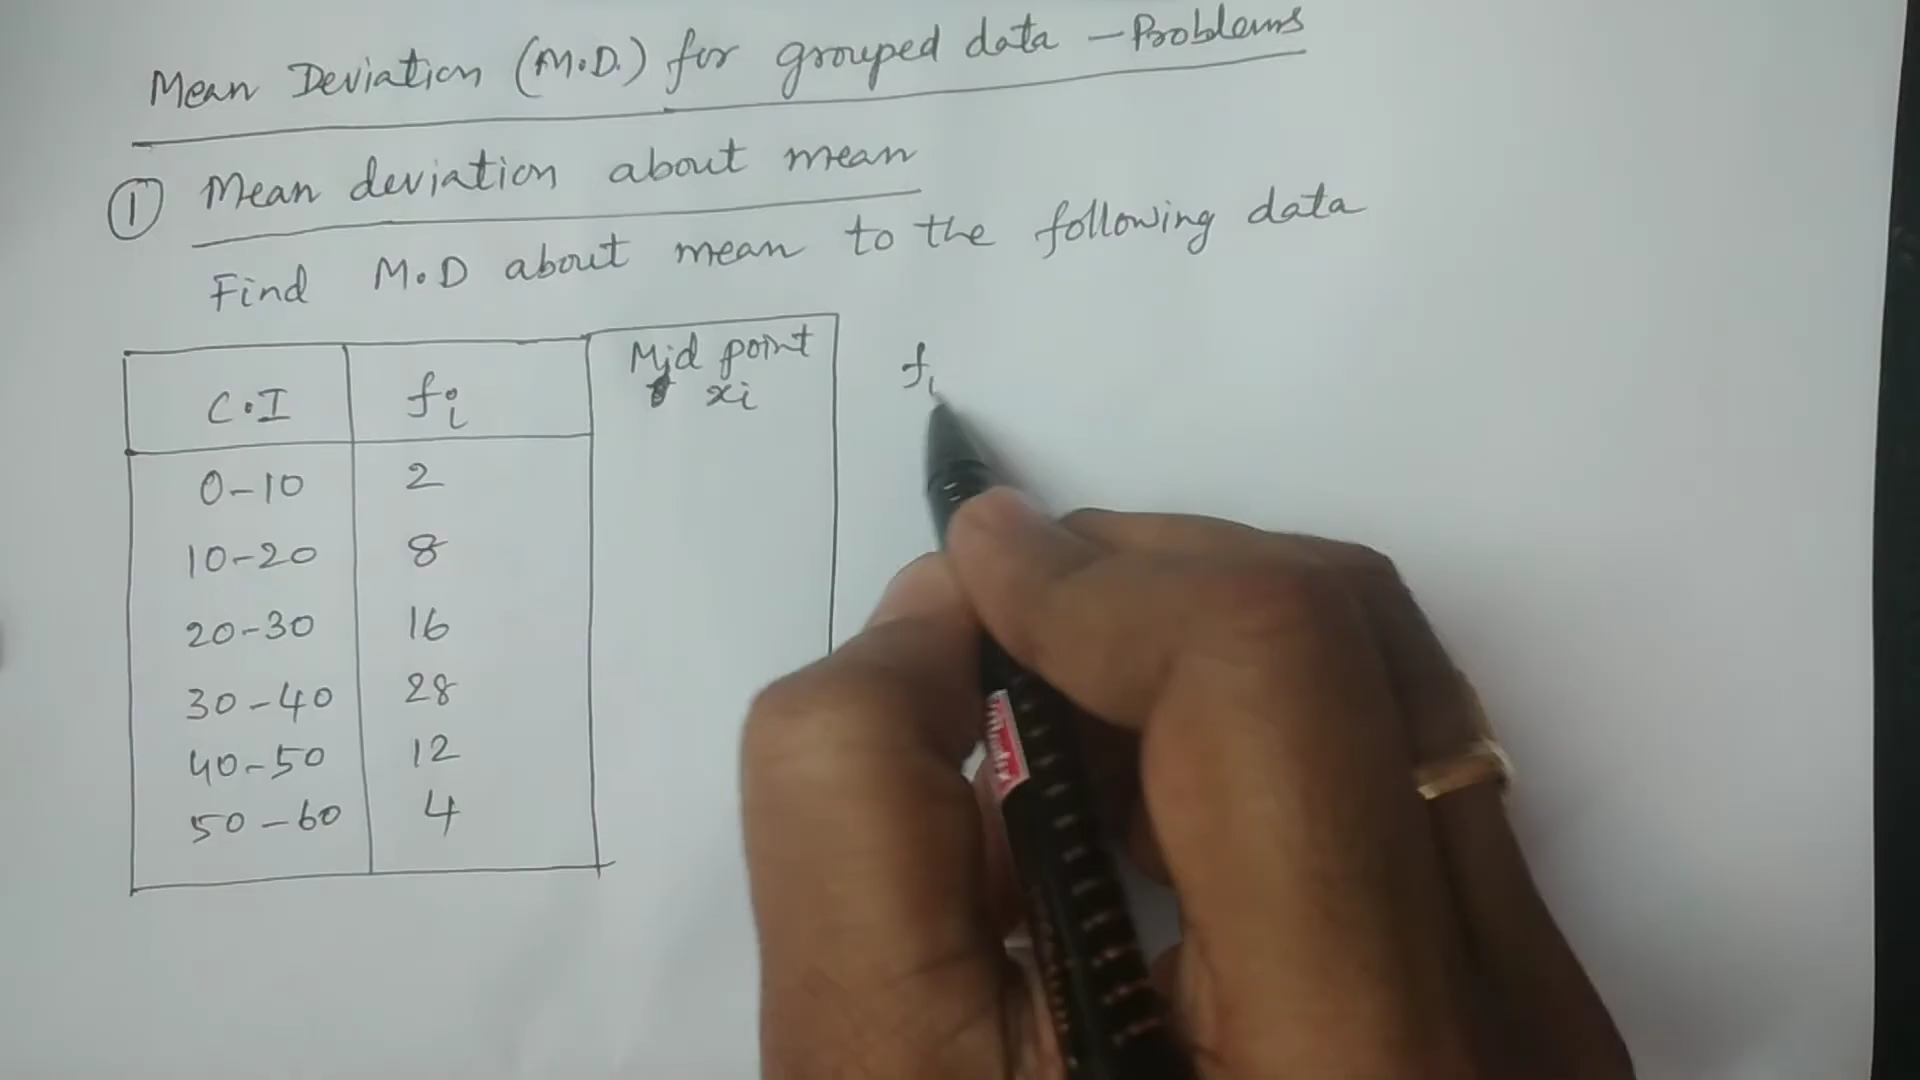 Mean Deviation (M.D.) for grouped data - Problems
① Mean deviation about mean
Find M.D about mean to the following data
C.I fi Mid point xi fi
0-10 2
10-20 8
20-30 16
30-40 28
40-50 12
50-60 4